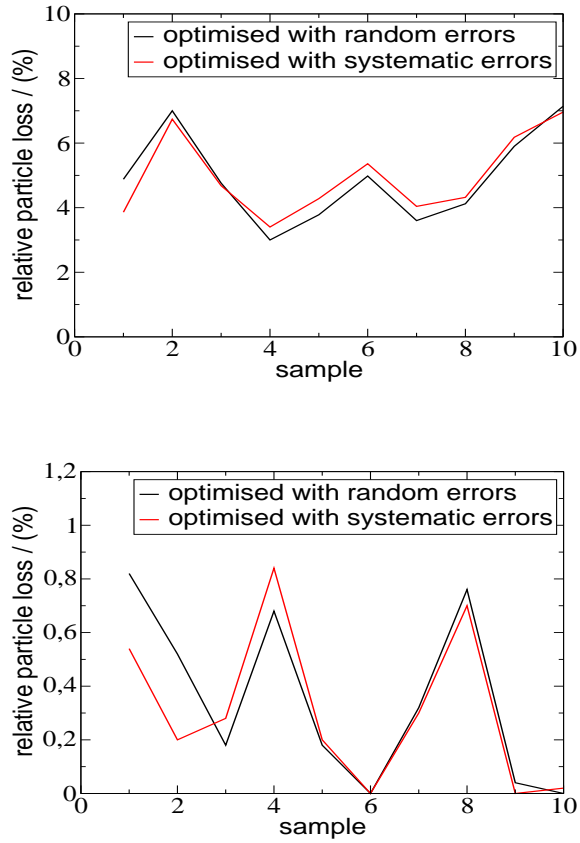 optimised with random errors
optimised with systematic errors
relative particle loss / (%)
10
8
6
4
2
0
0 2 4 6 8 10
sample
optimised with random errors
optimised with systematic errors
relative particle loss / (%)
1,2
1
0,8
0,6
0,4
0,2
0
0 2 4 6 8 10
sample